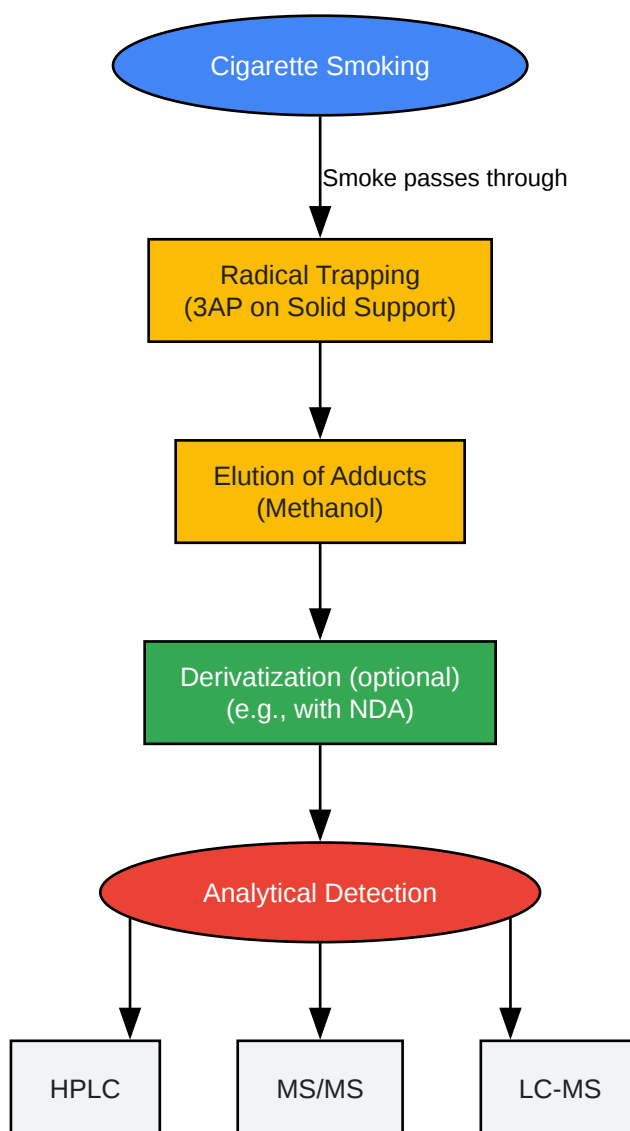 Cigarette Smoking
Smoke passes through
Radical Trapping
(3AP on Solid Support)
Elution of Adducts
(Methanol)
Derivatization (optional)
(e.g., with NDA)
Analytical Detection
HPLC
MS/MS
LC-MS